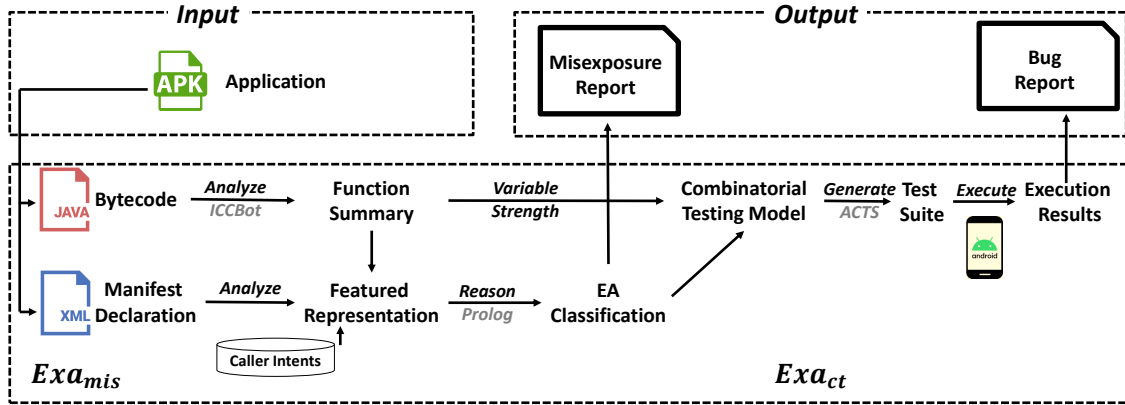 Input
Output
APK
Application
Misexposure
Report
Bug
Report
JAVA
Bytecode
Analyze
ICCBot
Function
Summary
Variable
Strength
Combinatorial
Testing Model
Generate
ACTS
Test
Suite
Execute
android
Execution
Results
XML
Manifest
Declaration
Analyze
Featured
Representation
Reason
Prolog
EA
Classification
Caller Intents
Exa_mis
Exa_ct